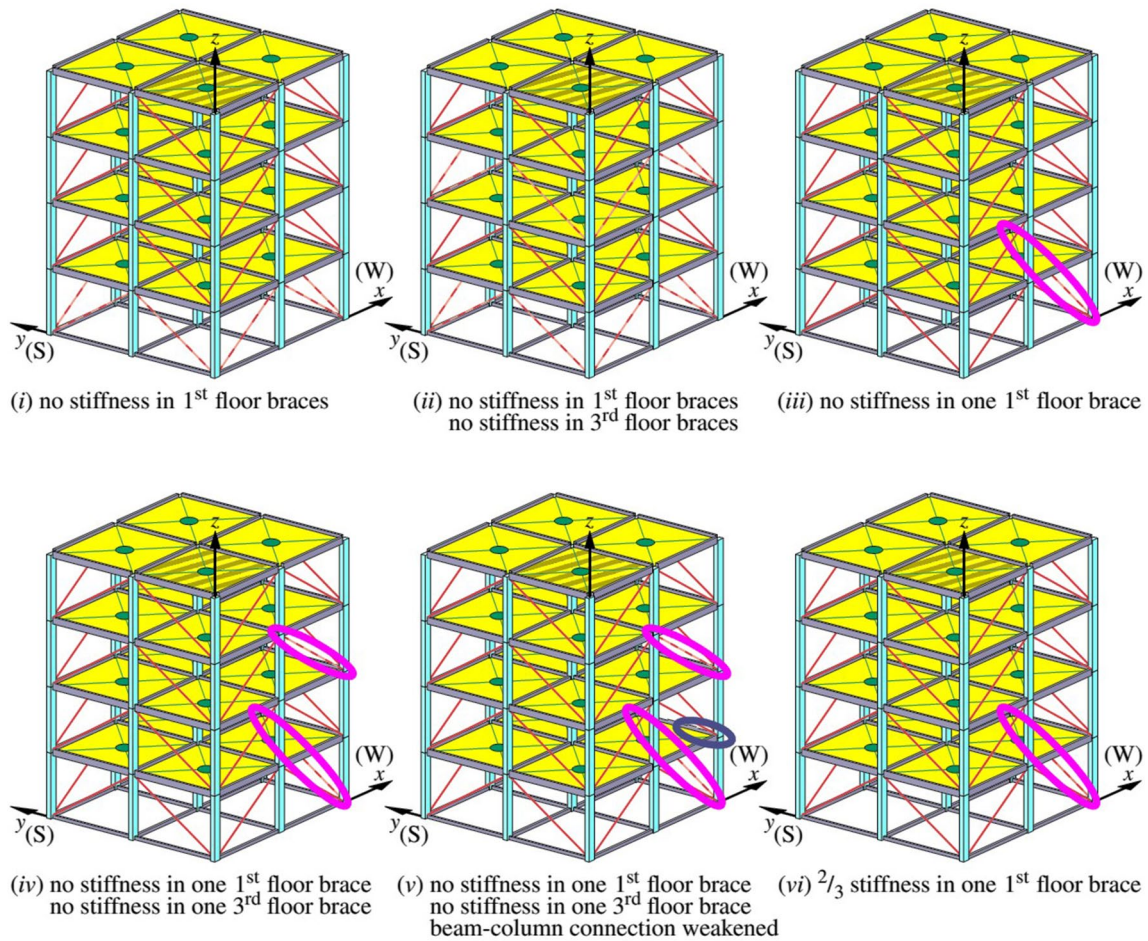 z z z
(W) (W) (W)
x x x
y (S) y (S) y (S)
(i) no stiffness in 1st floor braces
(ii) no stiffness in 1st floor braces
no stiffness in 3rd floor braces
(iii) no stiffness in one 1st floor brace
z z z
(W) (W) (W)
x x x
y (S) y (S) y (S)
(iv) no stiffness in one 1st floor brace
no stiffness in one 3rd floor brace
(v) no stiffness in one 1st floor brace
no stiffness in one 3rd floor brace
beam-column connection weakened
(vi) 2/3 stiffness in one 1st floor brace